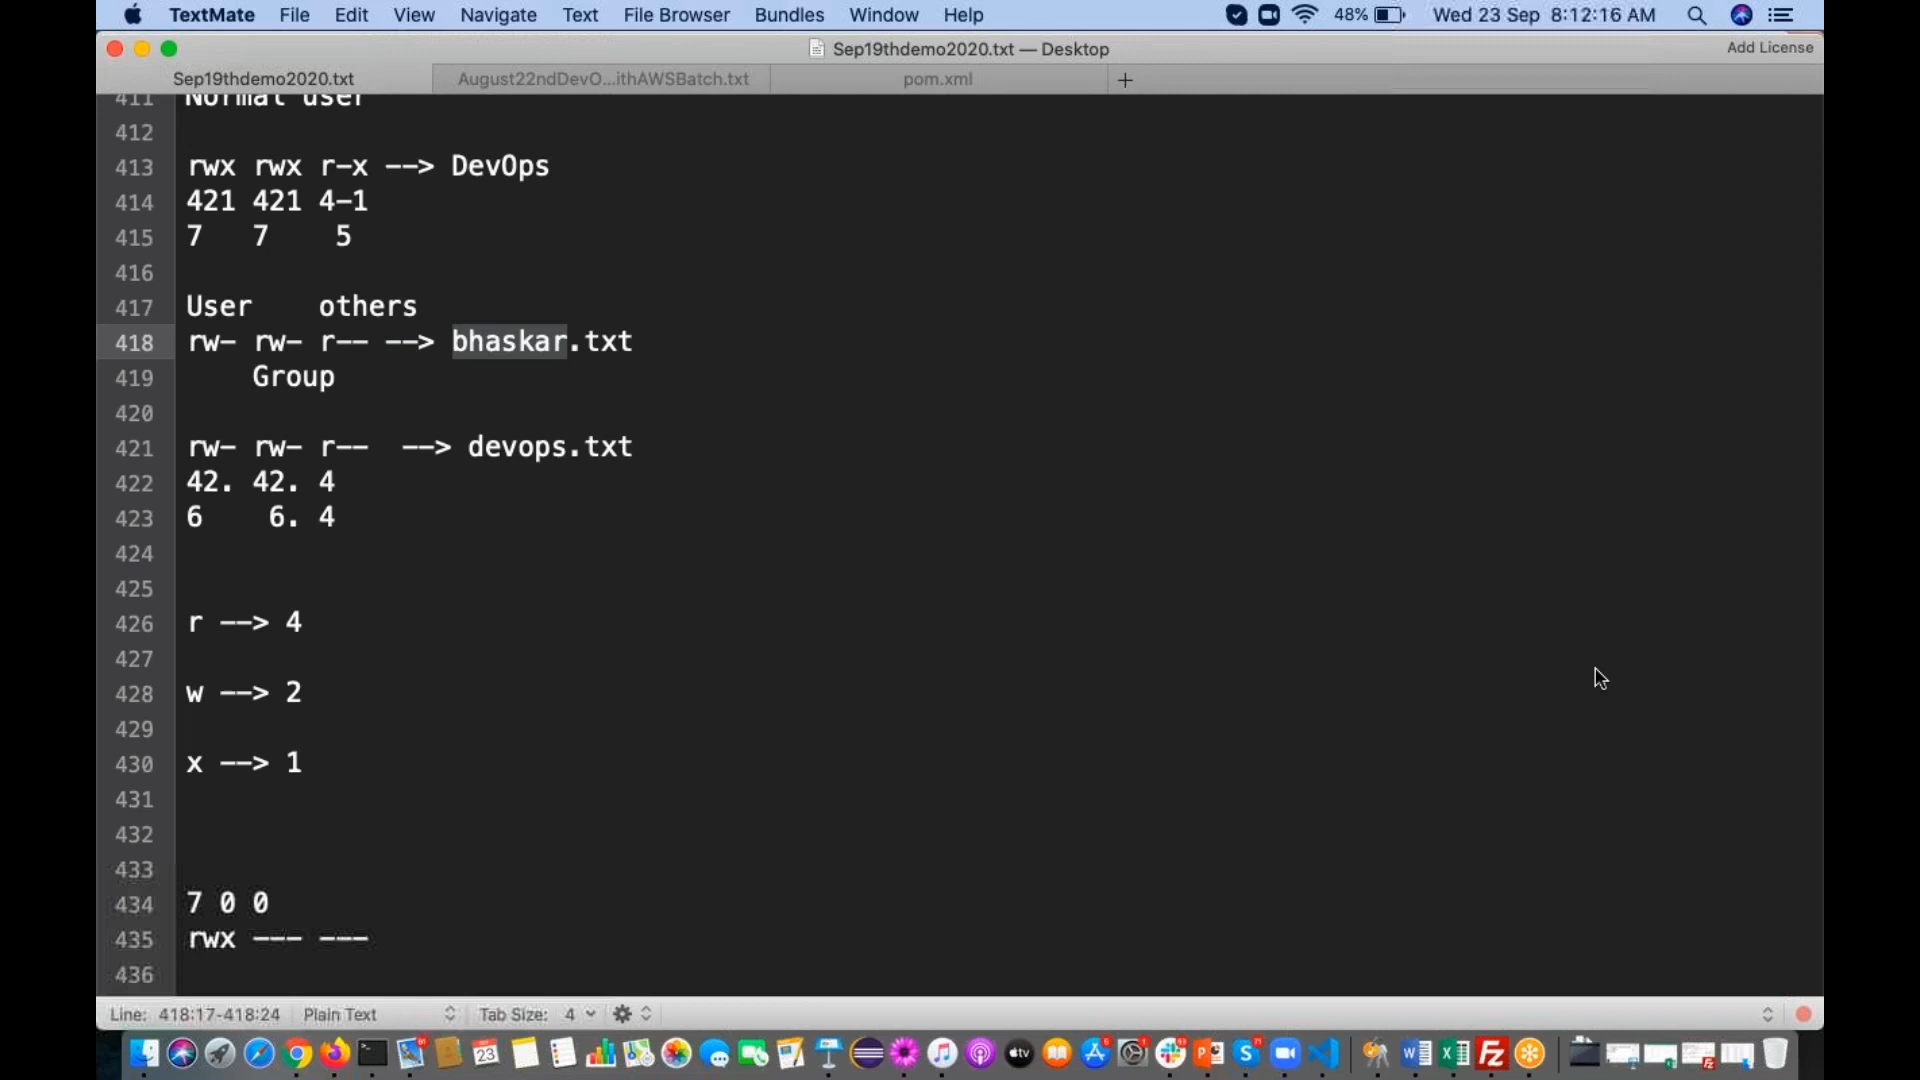 TextMate File Edit View Navigate Text File Browser Bundles Window Help 48% Wed 23 Sep 8:12:16 AM
Sep19thdemo2020.txt — Desktop Add License
Sep19thdemo2020.txt August22ndDevO...ithAWSBatch.txt pom.xml +
411 Normal user
412
413 rwx rwx r-x --> DevOps
414 421 421 4-1
415 7 7 5
416
417 User others
418 rw- rw- r-- --> bhaskar.txt
419 Group
420
421 rw- rw- r-- --> devops.txt
422 42. 42. 4
423 6 6. 4
424
425
426 r --> 4
427
428 w --> 2
429
430 x --> 1
431
432
433
434 7 0 0
435 rwx --- ---
436
Line: 418:17-418:24 Plain Text Tab Size: 4